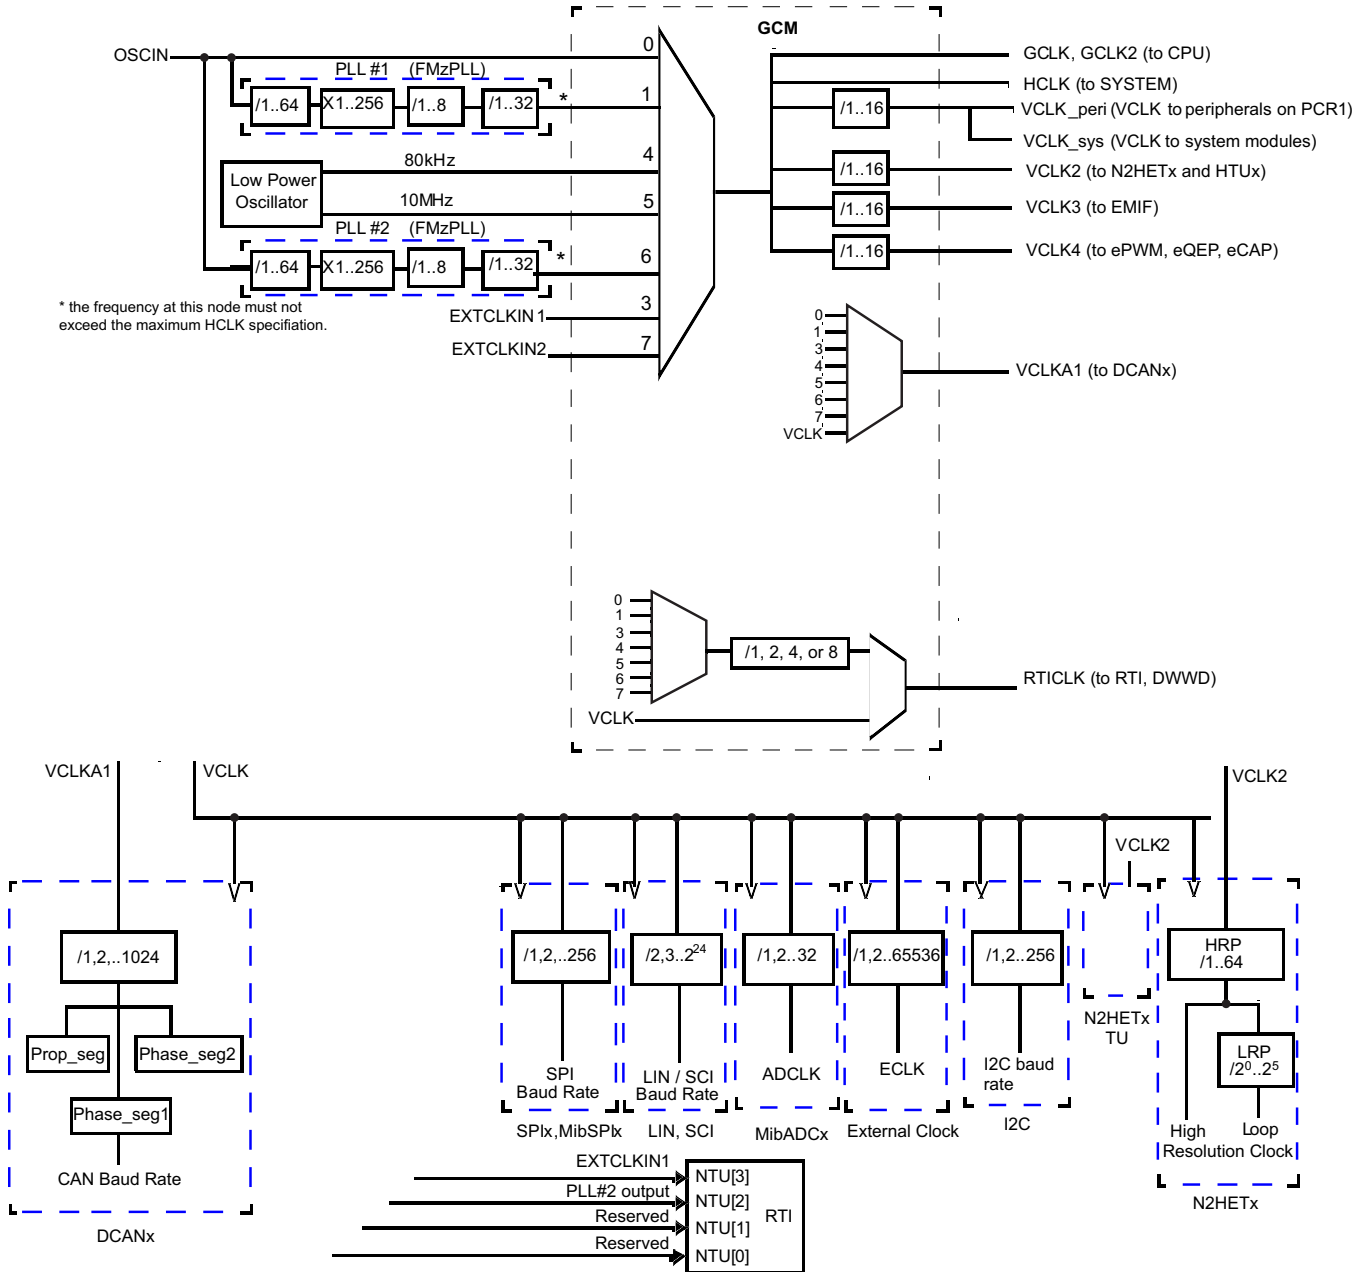 GCM
OSCIN
0
GCLK, GCLK2 (to CPU)
PLL #1 (FMzPLL)
HCLK (to SYSTEM)
/1..64
X1..256
/1..8
/1..32
*
1
/1..16
VCLK_peri (VCLK to peripherals on PCR1)
VCLK_sys (VCLK to system modules)
Low Power
Oscillator
80kHz
4
/1..16
VCLK2 (to N2HETx and HTUx)
10MHz
5
/1..16
VCLK3 (to EMIF)
PLL #2 (FMzPLL)
/1..64
X1..256
/1..8
/1..32
*
6
/1..16
VCLK4 (to ePWM, eQEP, eCAP)
* the frequency at this node must not
exceed the maximum HCLK specifiation.
EXTCLKIN1
3
EXTCLKIN2
7
0
1
3
4
5
6
7
VCLK
VCLKA1 (to DCANx)
0
1
3
4
5
6
7
/1, 2, 4, or 8
VCLK
RTICLK (to RTI, DWWD)
VCLKA1
VCLK
VCLK2
VCLK2
/1,2,..1024
Prop_seg
Phase_seg2
Phase_seg1
CAN Baud Rate
DCANx
/1,2,..256
SPI
Baud Rate
SPIx,MibSPIx
/2,3..2²⁴
LIN / SCI
Baud Rate
LIN, SCI
/1,2..32
ADCLK
MibADCx
/1,2..65536
ECLK
External Clock
/1,2..256
I2C baud
rate
I2C
N2HETx
TU
HRP
/1..64
LRP
/2⁰..2⁵
High
Loop
Resolution Clock
N2HETx
EXTCLKIN1
NTU[3]
PLL#2 output
NTU[2]
Reserved
NTU[1]
Reserved
NTU[0]
RTI